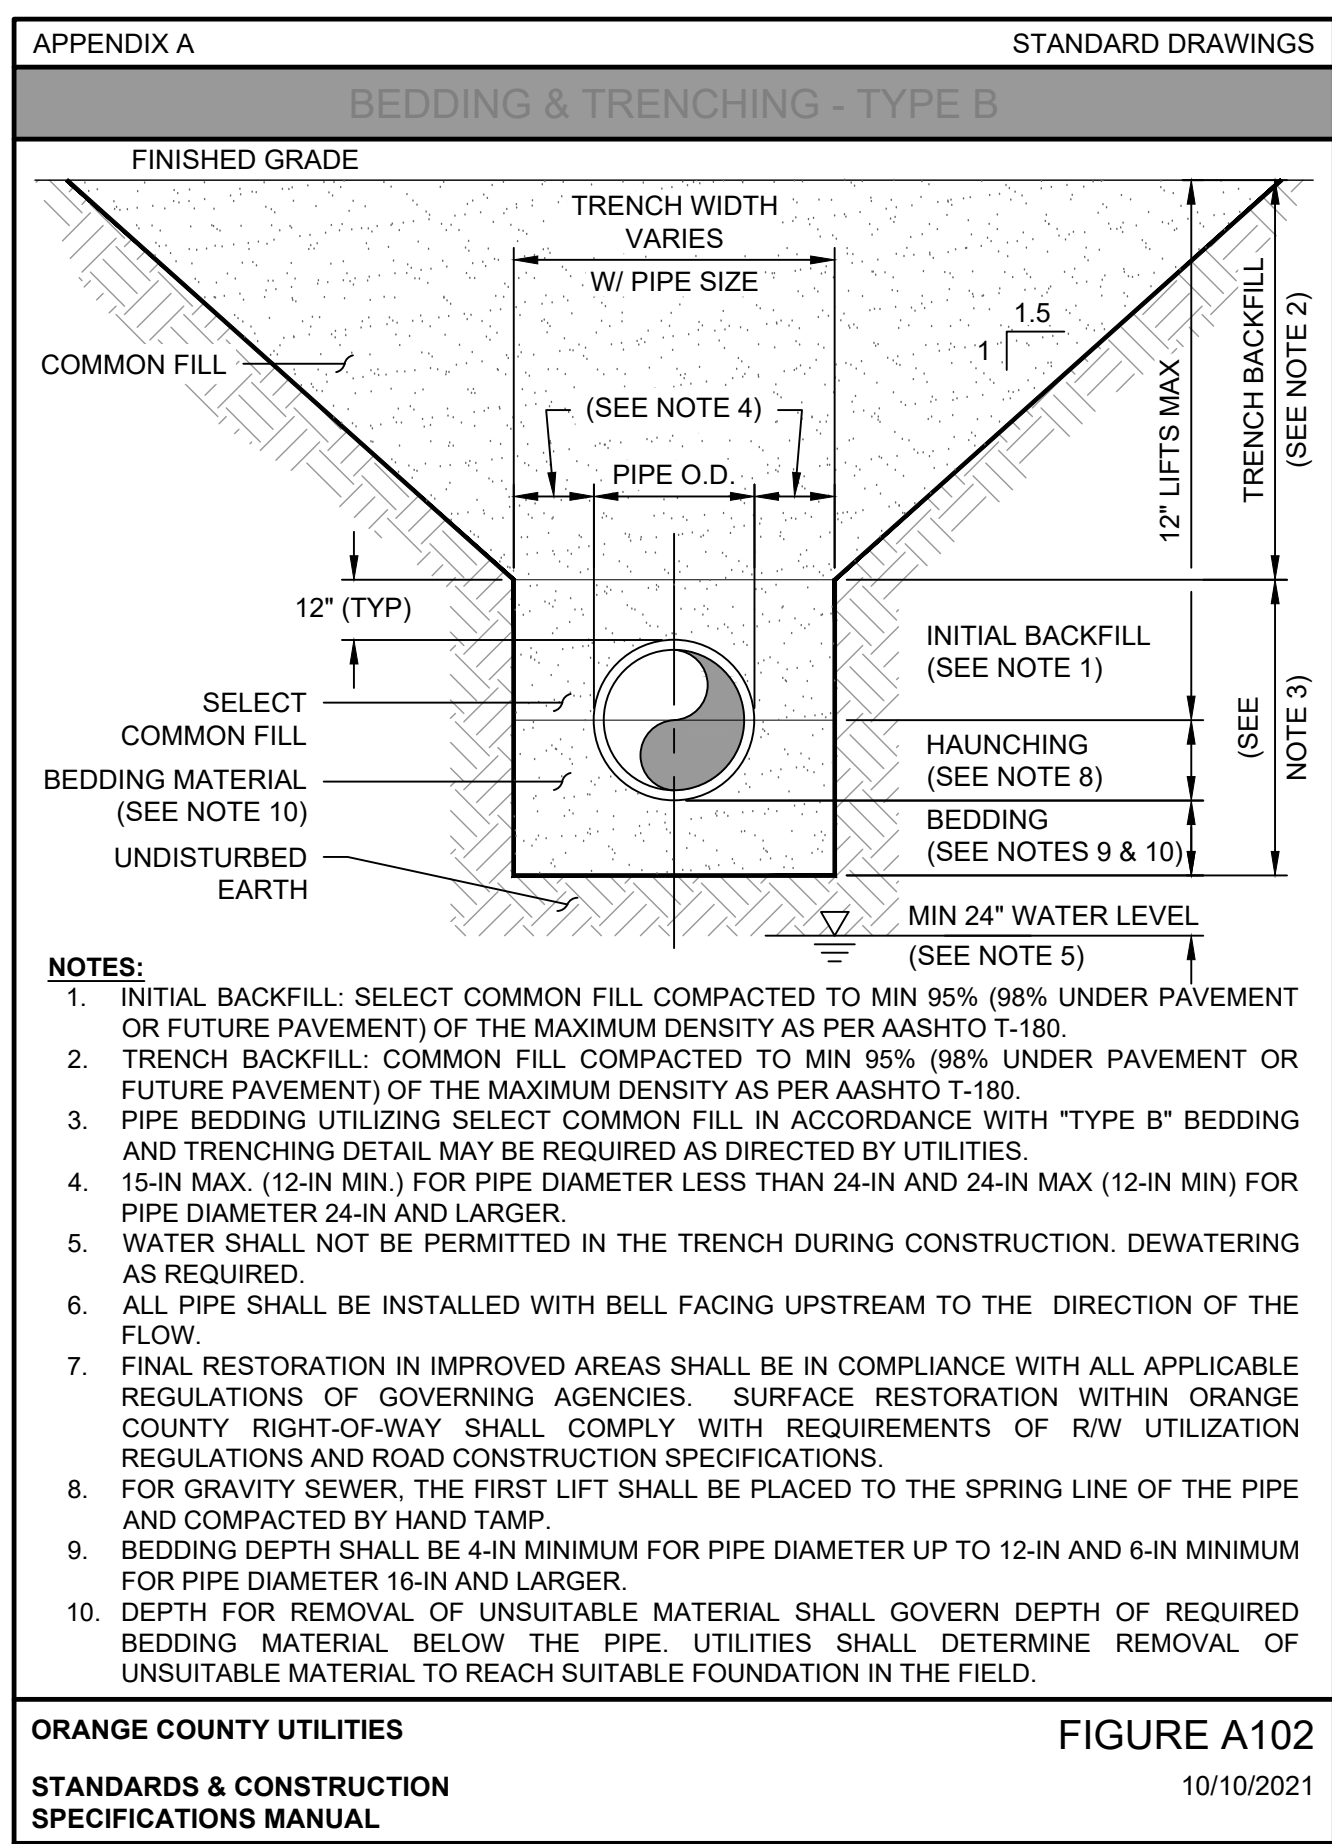 APPENDIX A
STANDARD DRAWINGS
BEDDING & TRENCHING - TYPE B
FINISHED GRADE
TRENCH WIDTH
VARIES
W/ PIPE SIZE
1.5
1
COMMON FILL
(SEE NOTE 4)
PIPE O.D.
12" LIFTS MAX
TRENCH BACKFILL
(SEE NOTE 2)
12" (TYP)
INITIAL BACKFILL
(SEE NOTE 1)
SELECT
COMMON FILL
(SEE
NOTE 3)
HAUNCHING
(SEE NOTE 8)
BEDDING MATERIAL
(SEE NOTE 10)
BEDDING
(SEE NOTES 9 & 10)
UNDISTURBED
EARTH
MIN 24" WATER LEVEL
(SEE NOTE 5)
NOTES:
1. INITIAL BACKFILL: SELECT COMMON FILL COMPACTED TO MIN 95% (98% UNDER PAVEMENT
OR FUTURE PAVEMENT) OF THE MAXIMUM DENSITY AS PER AASHTO T-180.
2. TRENCH BACKFILL: COMMON FILL COMPACTED TO MIN 95% (98% UNDER PAVEMENT OR
FUTURE PAVEMENT) OF THE MAXIMUM DENSITY AS PER AASHTO T-180.
3. PIPE BEDDING UTILIZING SELECT COMMON FILL IN ACCORDANCE WITH "TYPE B" BEDDING
AND TRENCHING DETAIL MAY BE REQUIRED AS DIRECTED BY UTILITIES.
4. 15-IN MAX. (12-IN MIN.) FOR PIPE DIAMETER LESS THAN 24-IN AND 24-IN MAX (12-IN MIN) FOR
PIPE DIAMETER 24-IN AND LARGER.
5. WATER SHALL NOT BE PERMITTED IN THE TRENCH DURING CONSTRUCTION. DEWATERING
AS REQUIRED.
6. ALL PIPE SHALL BE INSTALLED WITH BELL FACING UPSTREAM TO THE DIRECTION OF THE
FLOW.
7. FINAL RESTORATION IN IMPROVED AREAS SHALL BE IN COMPLIANCE WITH ALL APPLICABLE
REGULATIONS OF GOVERNING AGENCIES. SURFACE RESTORATION WITHIN ORANGE
COUNTY RIGHT-OF-WAY SHALL COMPLY WITH REQUIREMENTS OF R/W UTILIZATION
REGULATIONS AND ROAD CONSTRUCTION SPECIFICATIONS.
8. FOR GRAVITY SEWER, THE FIRST LIFT SHALL BE PLACED TO THE SPRING LINE OF THE PIPE
AND COMPACTED BY HAND TAMP.
9. BEDDING DEPTH SHALL BE 4-IN MINIMUM FOR PIPE DIAMETER UP TO 12-IN AND 6-IN MINIMUM
FOR PIPE DIAMETER 16-IN AND LARGER.
10. DEPTH FOR REMOVAL OF UNSUITABLE MATERIAL SHALL GOVERN DEPTH OF REQUIRED
BEDDING MATERIAL BELOW THE PIPE. UTILITIES SHALL DETERMINE REMOVAL OF
UNSUITABLE MATERIAL TO REACH SUITABLE FOUNDATION IN THE FIELD.
ORANGE COUNTY UTILITIES
FIGURE A102
STANDARDS & CONSTRUCTION
SPECIFICATIONS MANUAL
10/10/2021